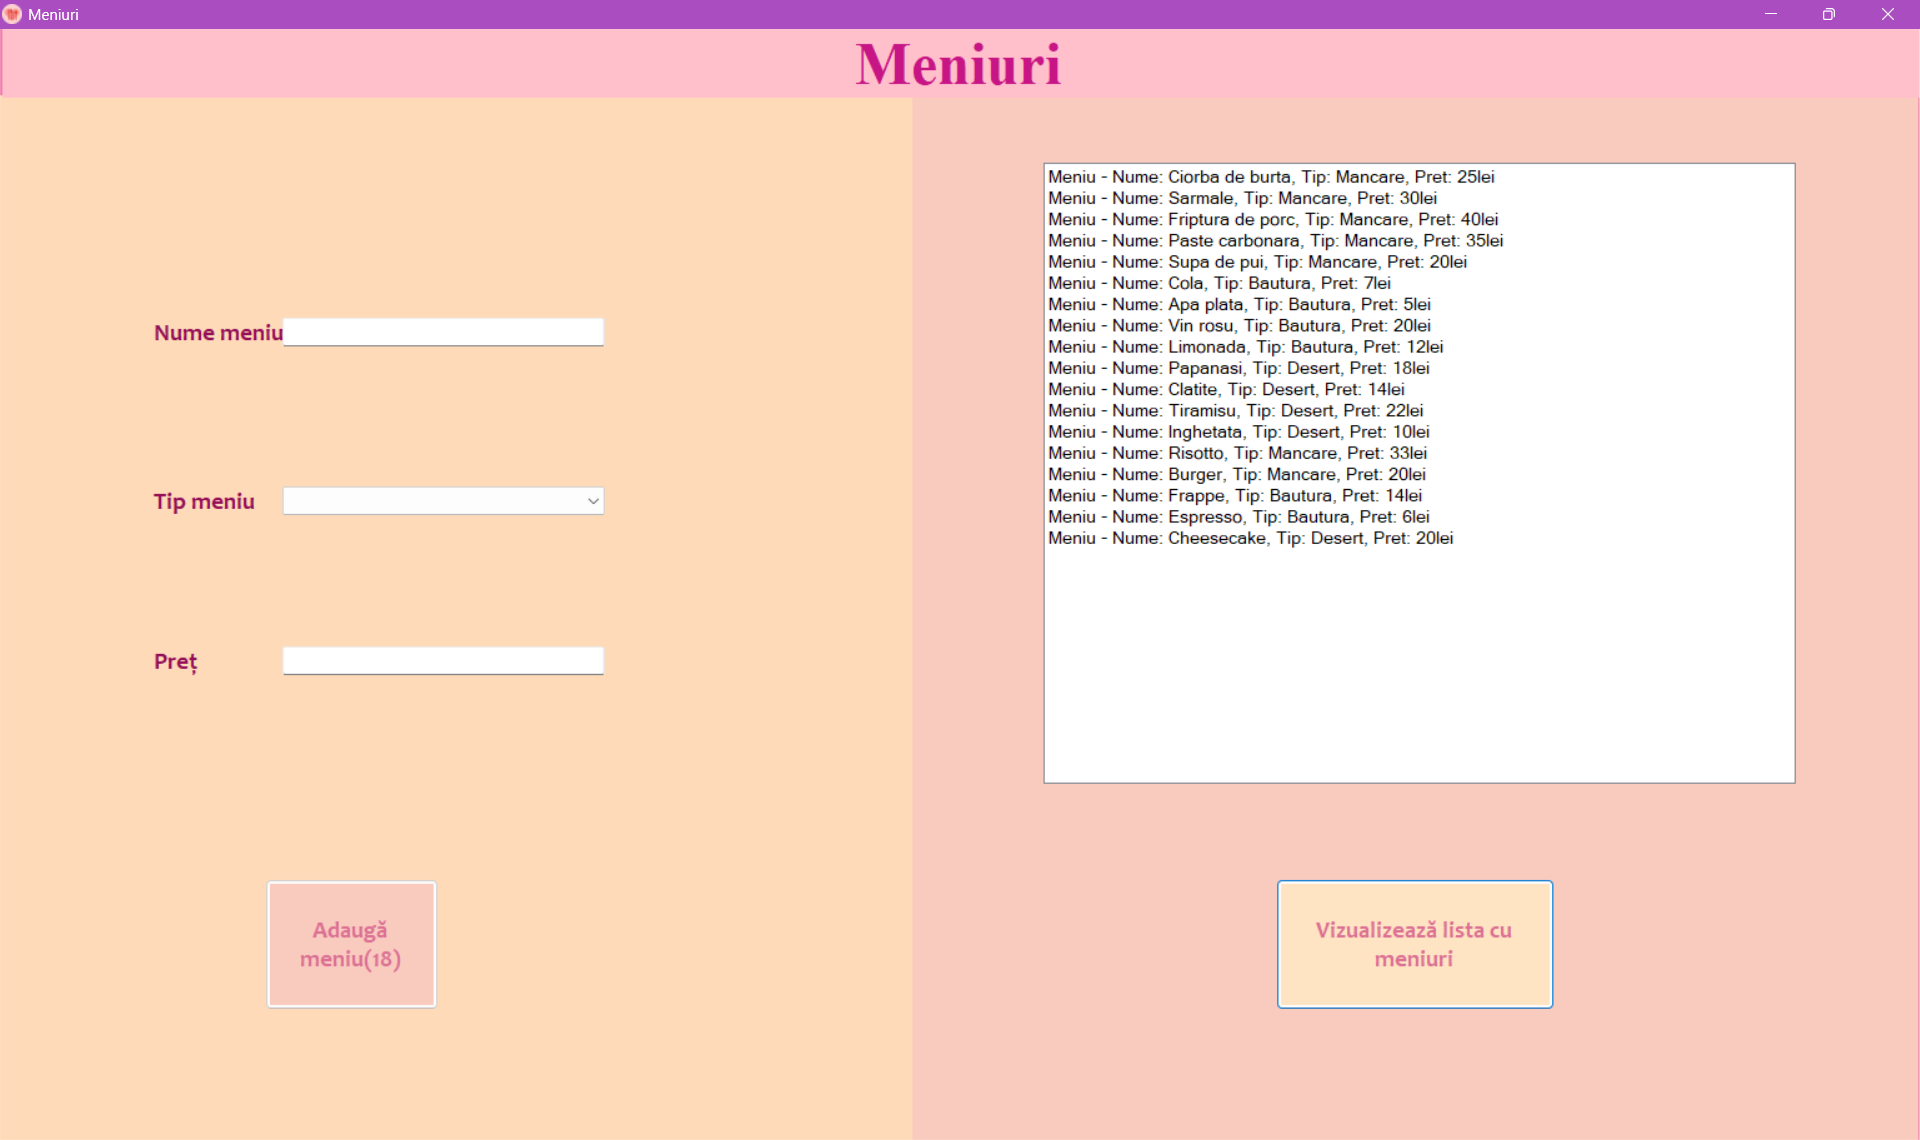 Meniuri
Meniuri
Nume meniu
Tip meniu
Preț
Adaugă
meniu(18)
Meniu - Nume: Ciorba de burta, Tip: Mancare, Pret: 25lei
Meniu - Nume: Sarmale, Tip: Mancare, Pret: 30lei
Meniu - Nume: Friptura de porc, Tip: Mancare, Pret: 40lei
Meniu - Nume: Paste carbonara, Tip: Mancare, Pret: 35lei
Meniu - Nume: Supa de pui, Tip: Mancare, Pret: 20lei
Meniu - Nume: Cola, Tip: Bautura, Pret: 7lei
Meniu - Nume: Apa plata, Tip: Bautura, Pret: 5lei
Meniu - Nume: Vin rosu, Tip: Bautura, Pret: 20lei
Meniu - Nume: Limonada, Tip: Bautura, Pret: 12lei
Meniu - Nume: Papanasi, Tip: Desert, Pret: 18lei
Meniu - Nume: Clatite, Tip: Desert, Pret: 14lei
Meniu - Nume: Tiramisu, Tip: Desert, Pret: 22lei
Meniu - Nume: Inghetata, Tip: Desert, Pret: 10lei
Meniu - Nume: Risotto, Tip: Mancare, Pret: 33lei
Meniu - Nume: Burger, Tip: Mancare, Pret: 20lei
Meniu - Nume: Frappe, Tip: Bautura, Pret: 14lei
Meniu - Nume: Espresso, Tip: Bautura, Pret: 6lei
Meniu - Nume: Cheesecake, Tip: Desert, Pret: 20lei
Vizualizează lista cu
meniuri